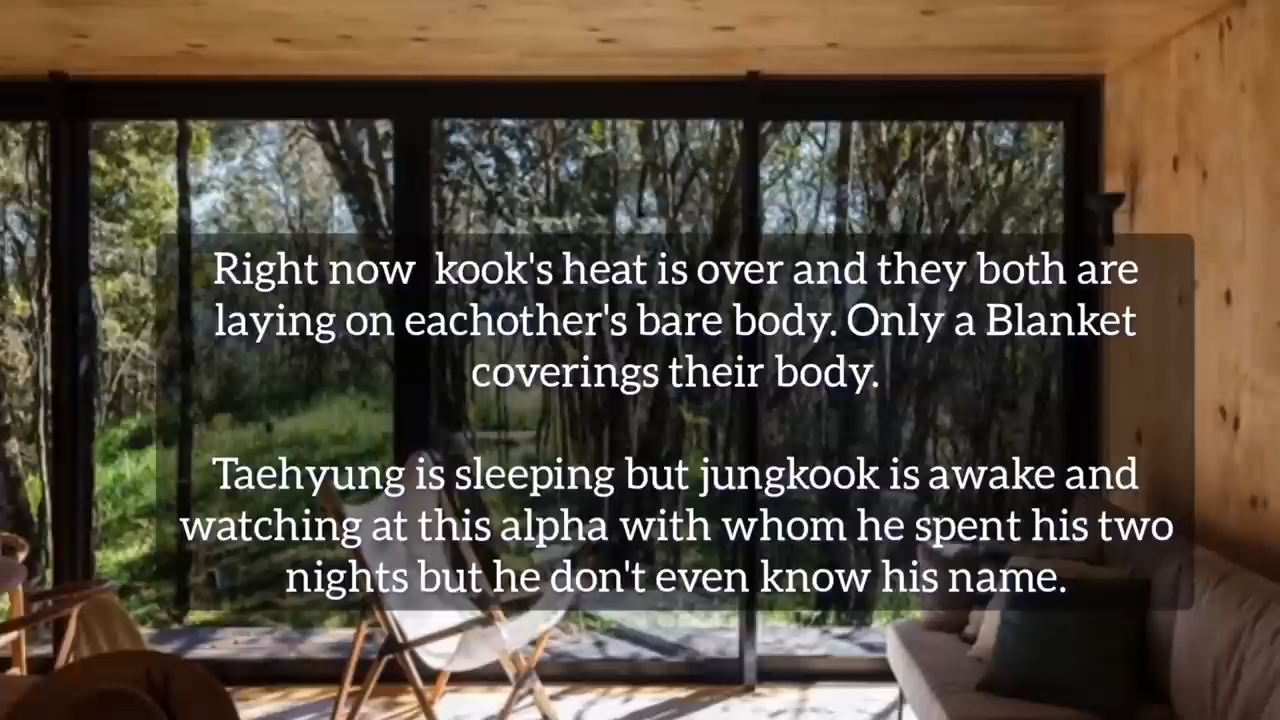 Right now kook's heat is over and they both are
laying on eachother's bare body. Only a Blanket
coverings their body.
Taehyung is sleeping but jungkook is awake and
watching at this alpha with whom he spent his two
nights but he don't even know his name.